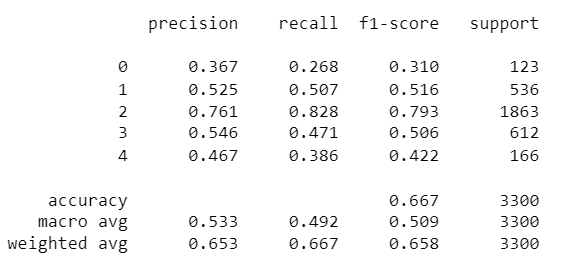 precision recall f1-score support
0 0.367 0.268 0.310 123
1 0.525 0.507 0.516 536
2 0.761 0.828 0.793 1863
3 0.546 0.471 0.506 612
4 0.467 0.386 0.422 166
accuracy 0.667 3300
macro avg 0.533 0.492 0.509 3300
weighted avg 0.653 0.667 0.658 3300